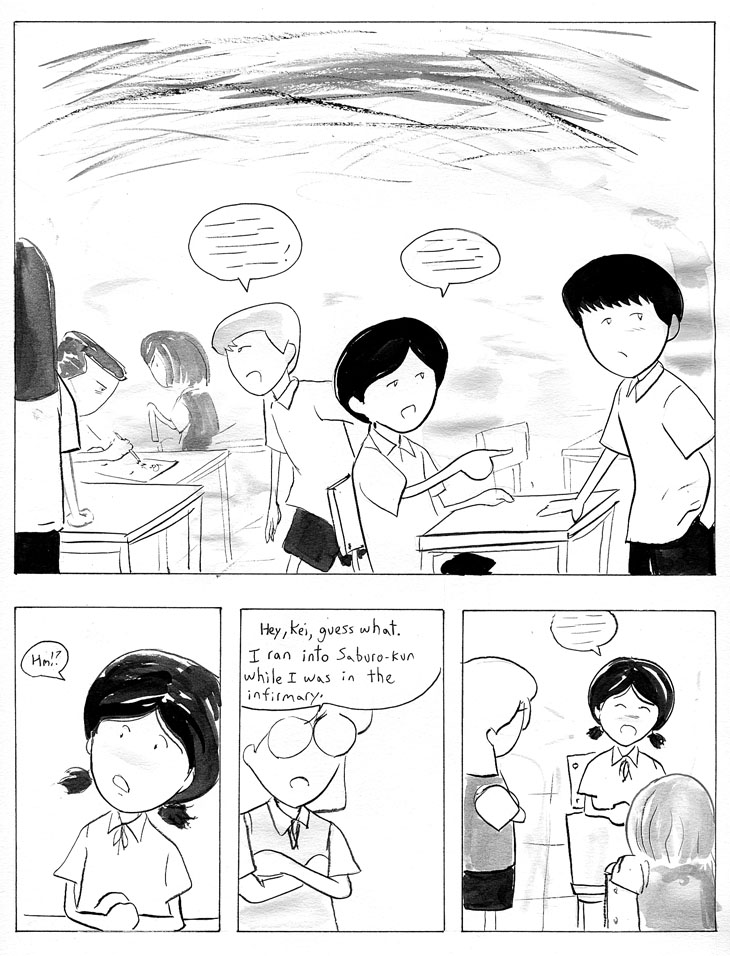 Hm!?
Hey, Kei, guess what.
I ran into Saburo-kun
while I was in the
infirmary.